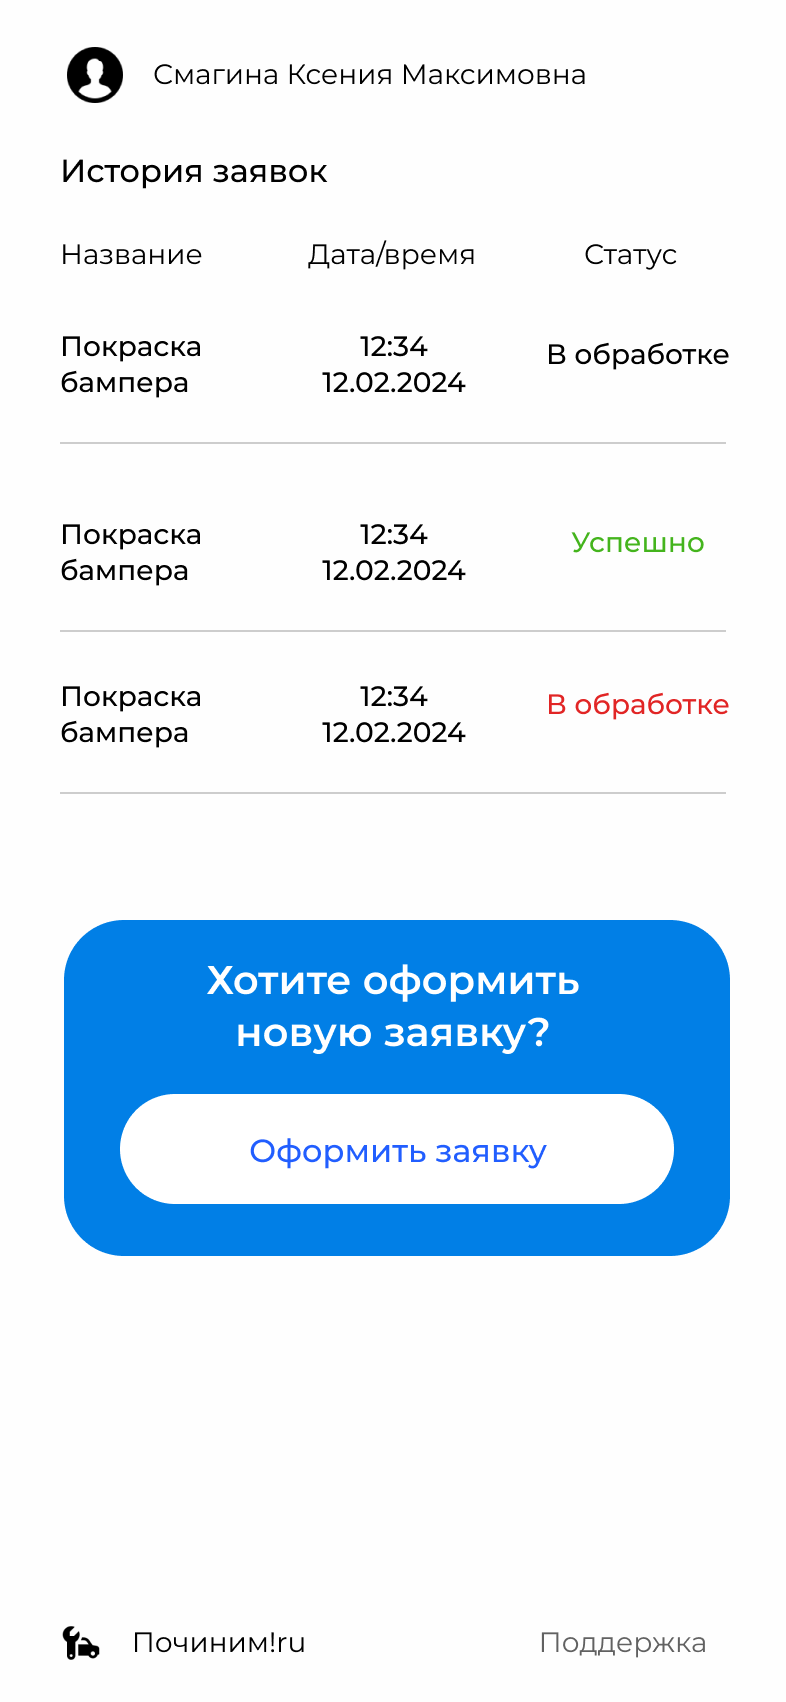 Смагина Ксения Максимовна
История заявок
Название Дата/время Статус
Покраска 12:34 В обработке
бампера 12.02.2024
Покраска 12:34 Успешно
бампера 12.02.2024
Покраска 12:34 В обработке
бампера 12.02.2024
Хотите оформить
новую заявку?
Оформить заявку
Починим!ru Поддержка